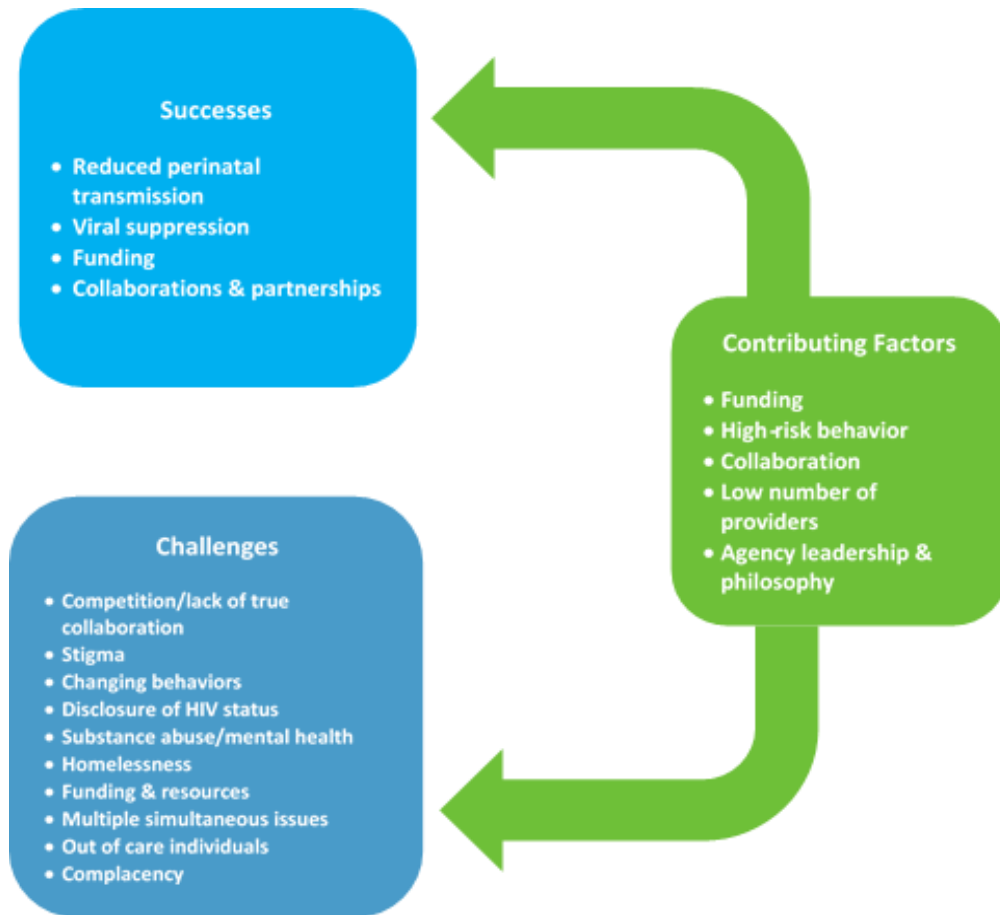 Successes
• Reduced perinatal
transmission
• Viral suppression
• Funding
• Collaborations & partnerships
Contributing Factors
• Funding
• High-risk behavior
• Collaboration
• Low number of
providers
• Agency leadership &
philosophy
Challenges
• Competition/lack of true
collaboration
• Stigma
• Changing behaviors
• Disclosure of HIV status
• Substance abuse/mental health
• Homelessness
• Funding & resources
• Multiple simultaneous issues
• Out of care individuals
• Complacency